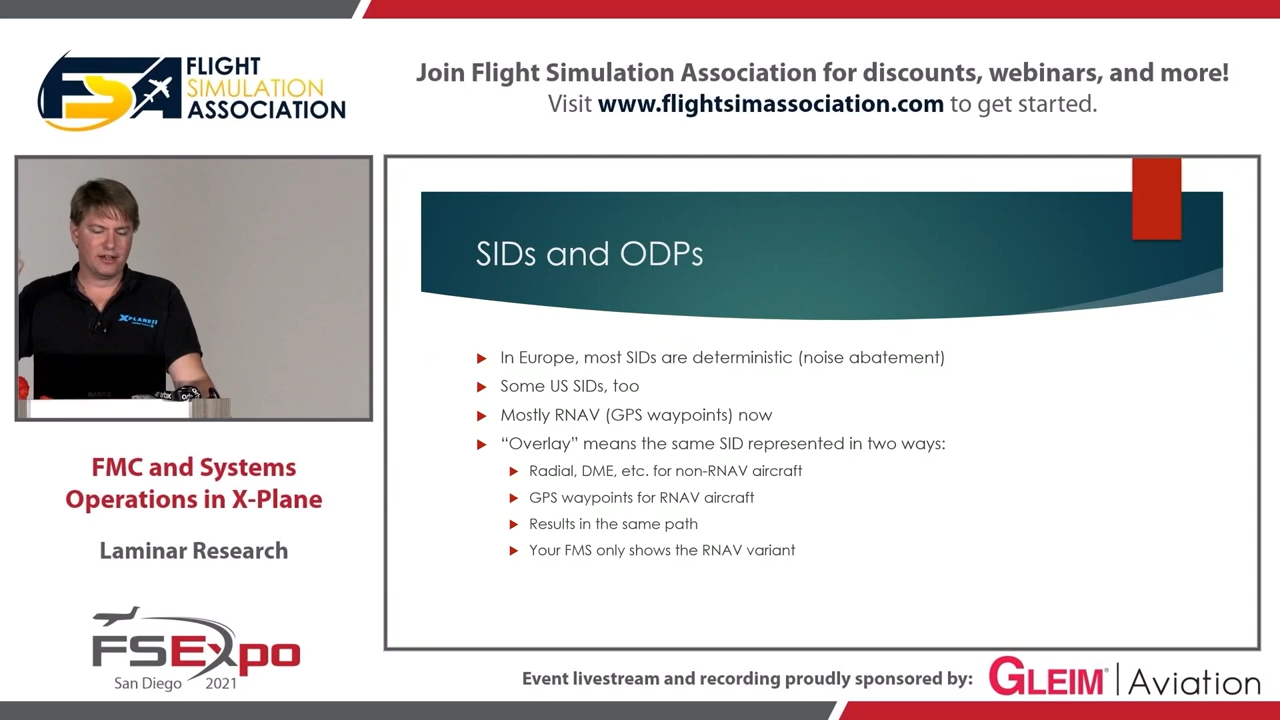 FSA
FLIGHT
SIMULATION
ASSOCIATION
Join Flight Simulation Association for discounts, webinars, and more!
Visit www.flightsimassociation.com to get started.
X-PLANE 11
SIDs and ODPs
In Europe, most SIDs are deterministic (noise abatement)
Some US SIDs, too
Mostly RNAV (GPS waypoints) now
“Overlay” means the same SID represented in two ways:
Radial, DME, etc. for non-RNAV aircraft
GPS waypoints for RNAV aircraft
Results in the same path
Your FMS only shows the RNAV variant
FMC and Systems
Operations in X-Plane
Laminar Research
FSExpo
San Diego 2021
Event livestream and recording proudly sponsored by:
GLEIM® | Aviation